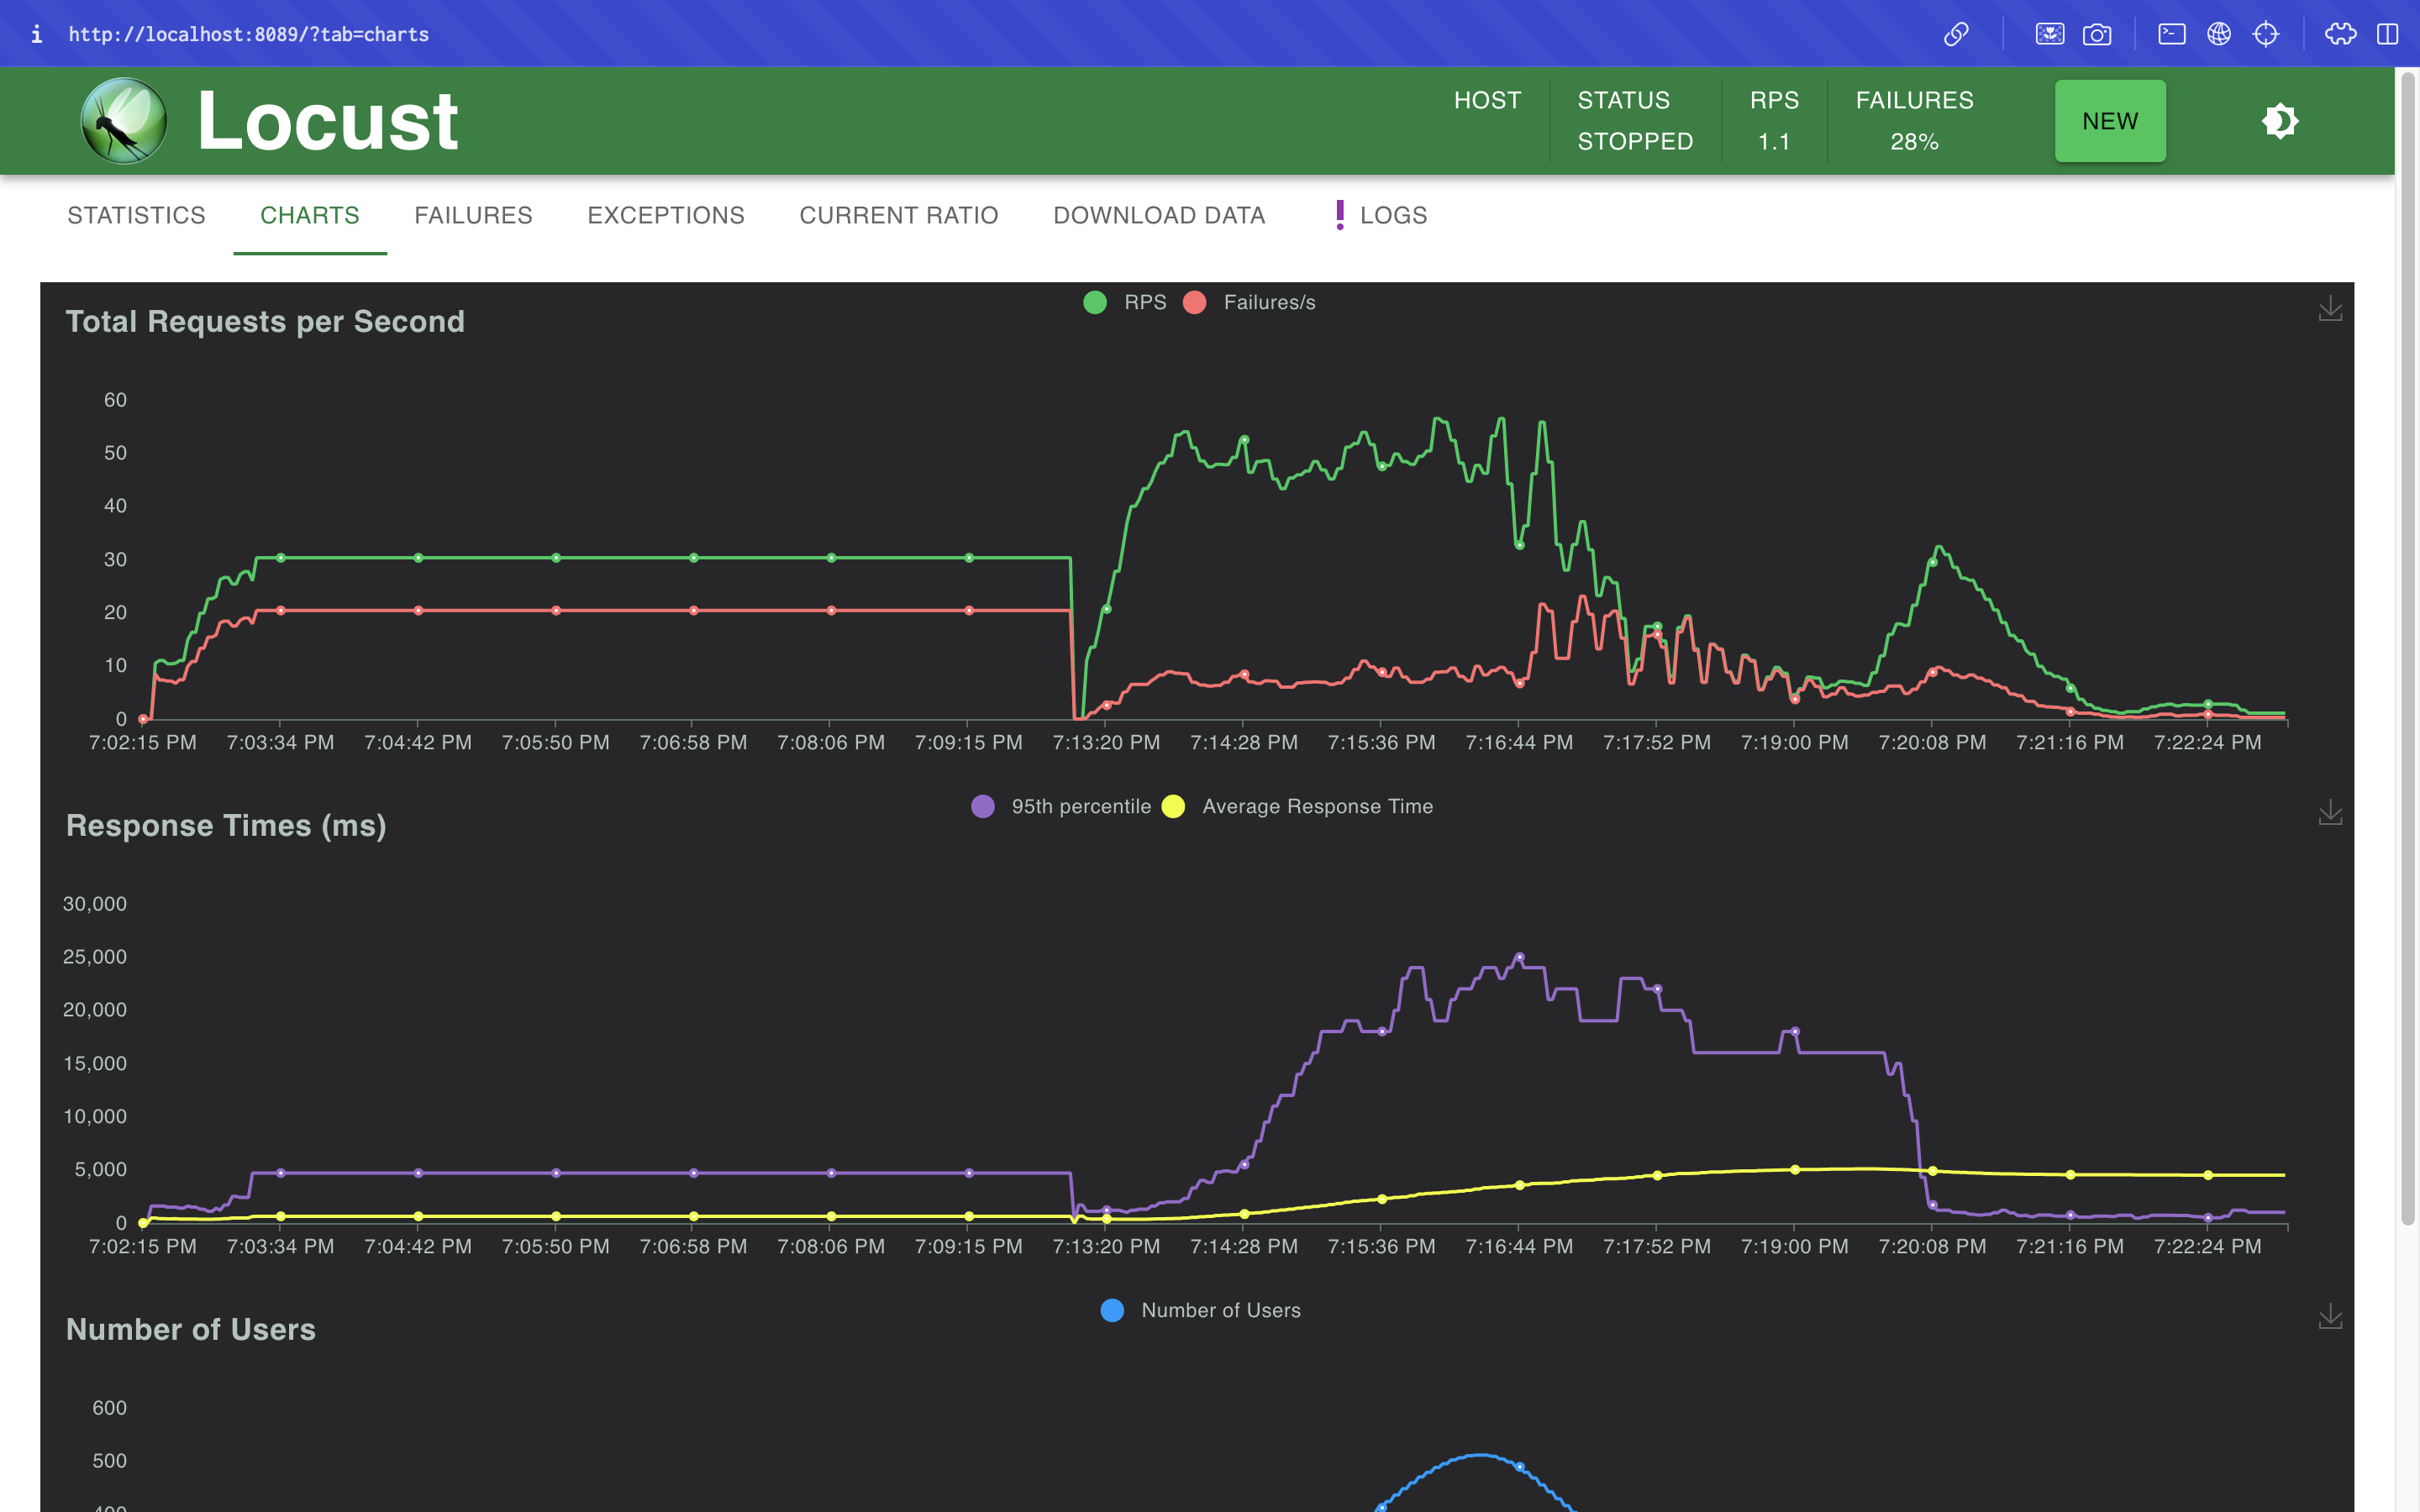 i http://localhost:8089/?tab=charts
Locust
HOST STATUS RPS FAILURES
STOPPED 1.1 28%
NEW
STATISTICS CHARTS FAILURES EXCEPTIONS CURRENT RATIO DOWNLOAD DATA LOGS
RPS Failures/s
Total Requests per Second
60
50
40
30
20
10
0
7:02:15 PM 7:03:34 PM 7:04:42 PM 7:05:50 PM 7:06:58 PM 7:08:06 PM 7:09:15 PM 7:13:20 PM 7:14:28 PM 7:15:36 PM 7:16:44 PM 7:17:52 PM 7:19:00 PM 7:20:08 PM 7:21:16 PM 7:22:24 PM
95th percentile Average Response Time
Response Times (ms)
30,000
25,000
20,000
15,000
10,000
5,000
0
7:02:15 PM 7:03:34 PM 7:04:42 PM 7:05:50 PM 7:06:58 PM 7:08:06 PM 7:09:15 PM 7:13:20 PM 7:14:28 PM 7:15:36 PM 7:16:44 PM 7:17:52 PM 7:19:00 PM 7:20:08 PM 7:21:16 PM 7:22:24 PM
Number of Users
Number of Users
600
500
400